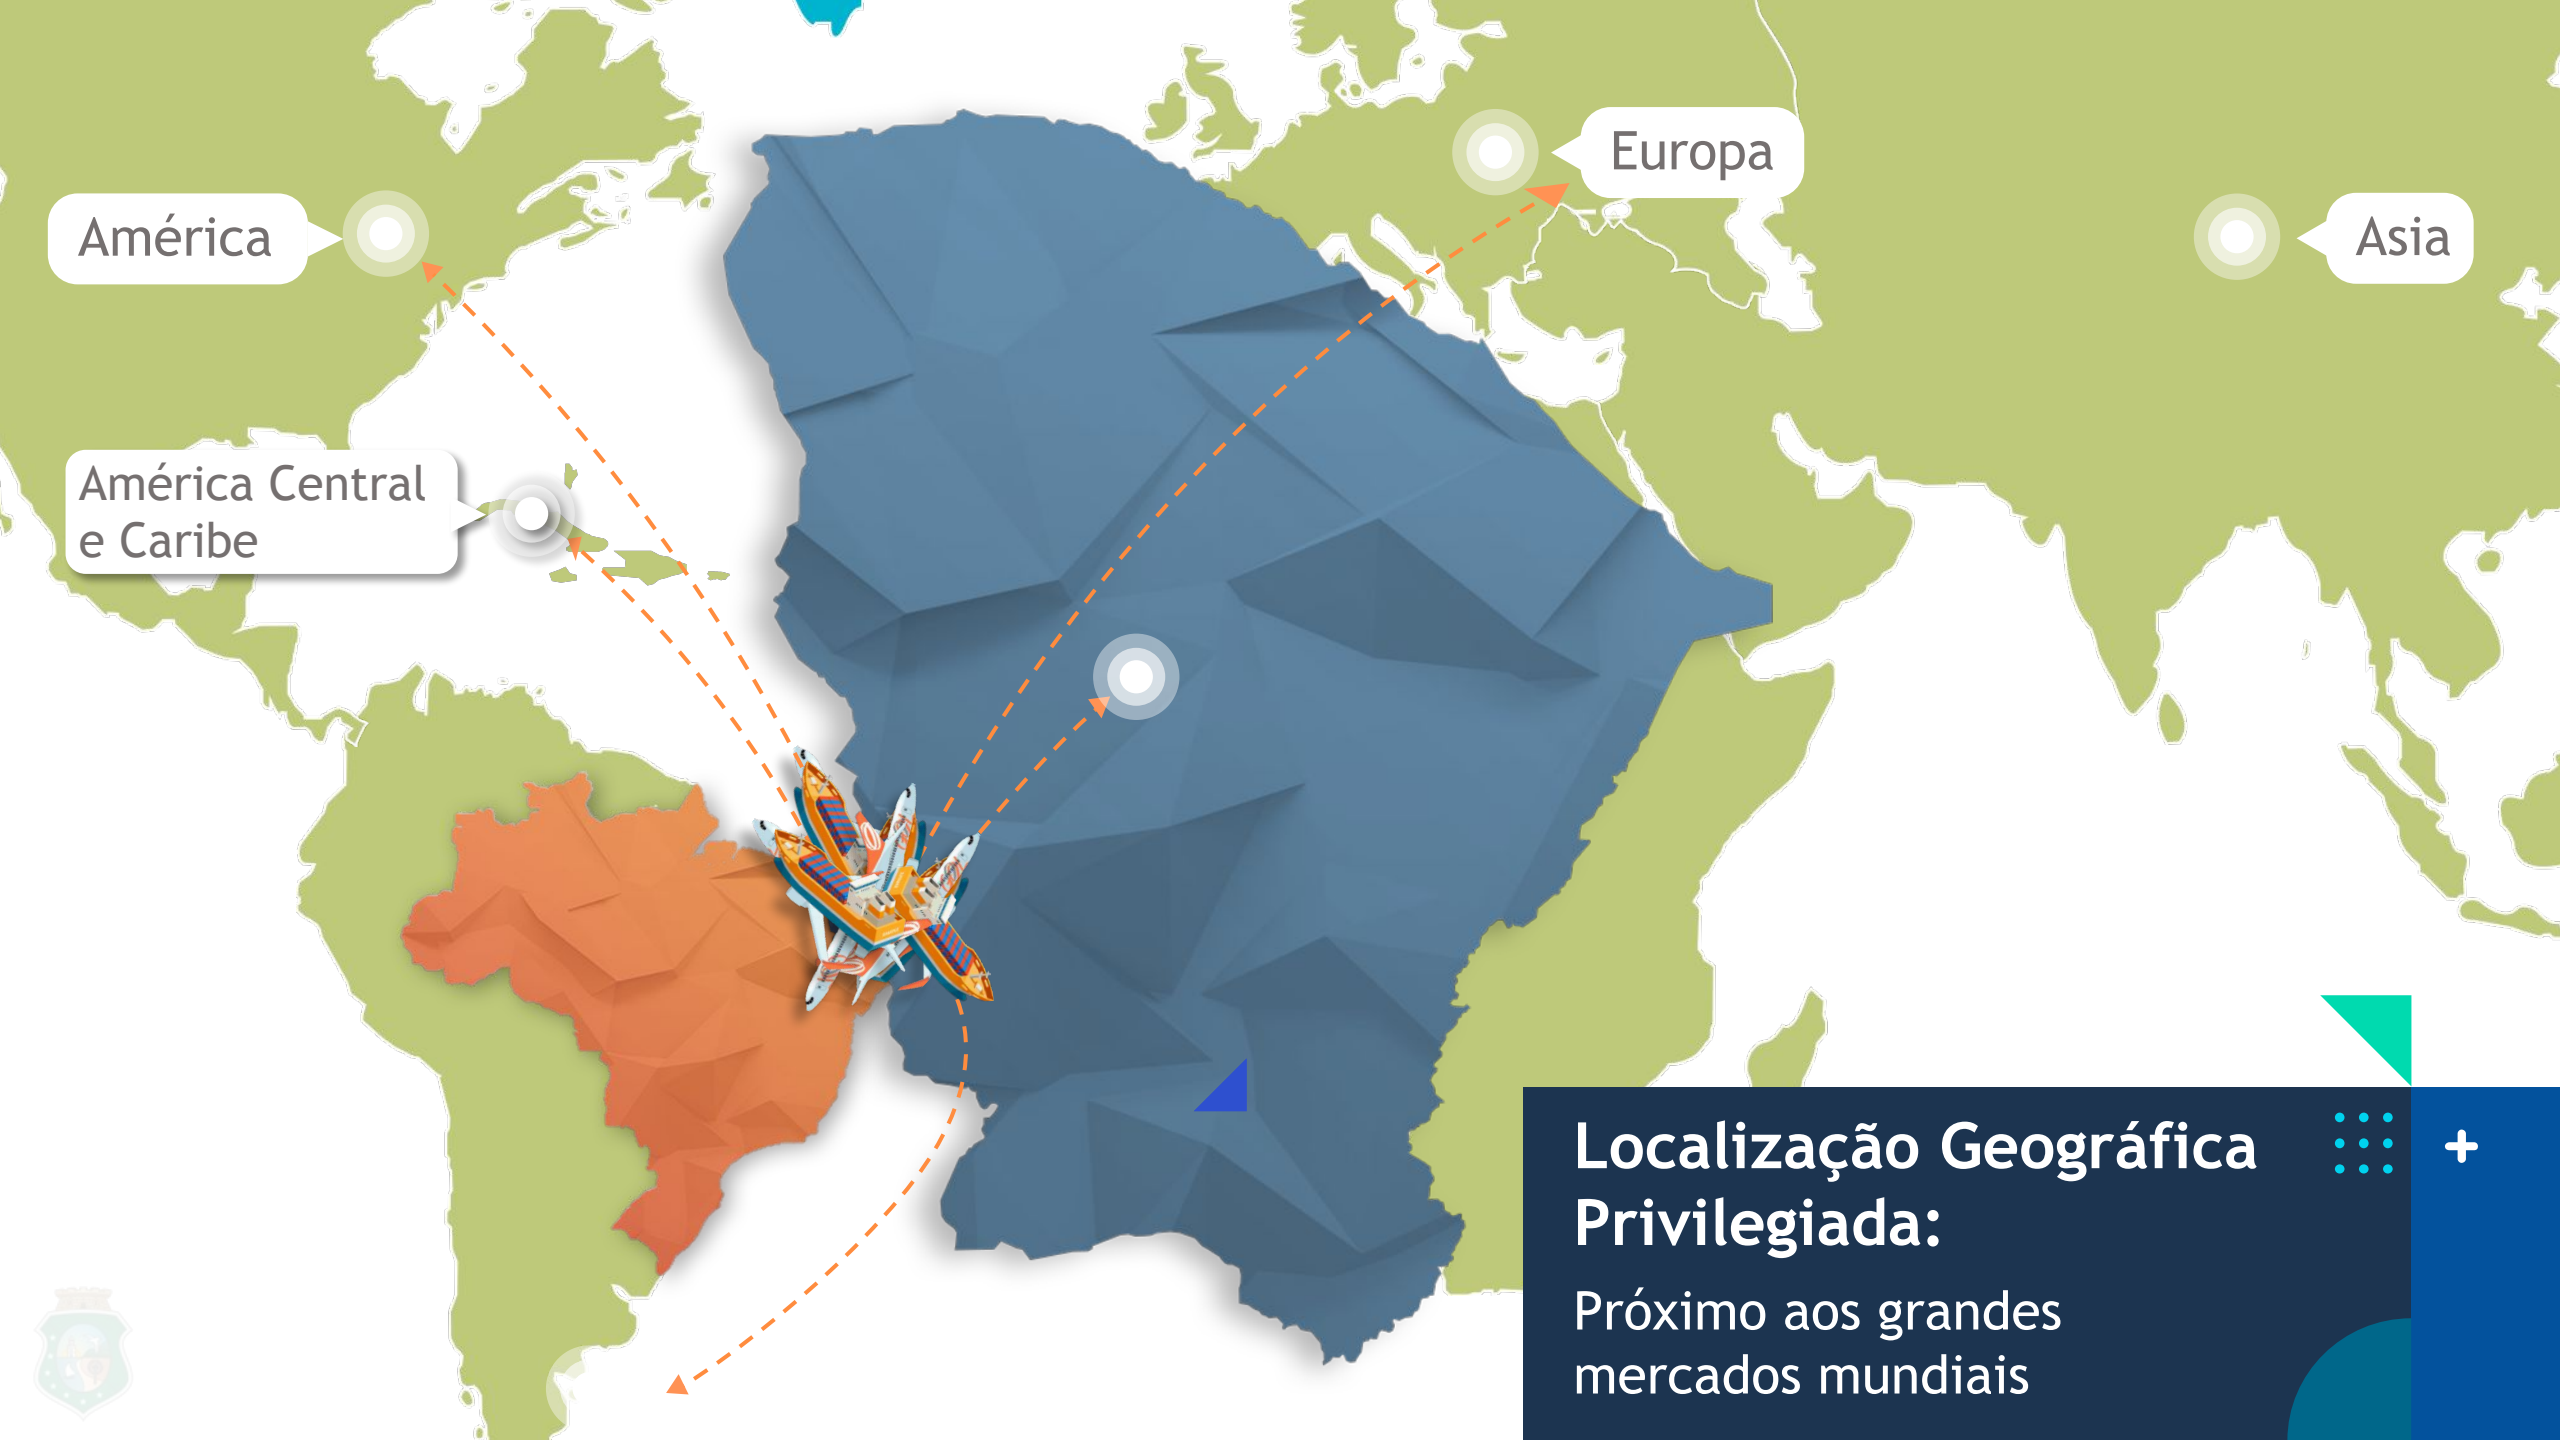 Europa
América
Asia
América Central
e Caribe
Localização Geográfica
Privilegiada:
Próximo aos grandes
mercados mundiais